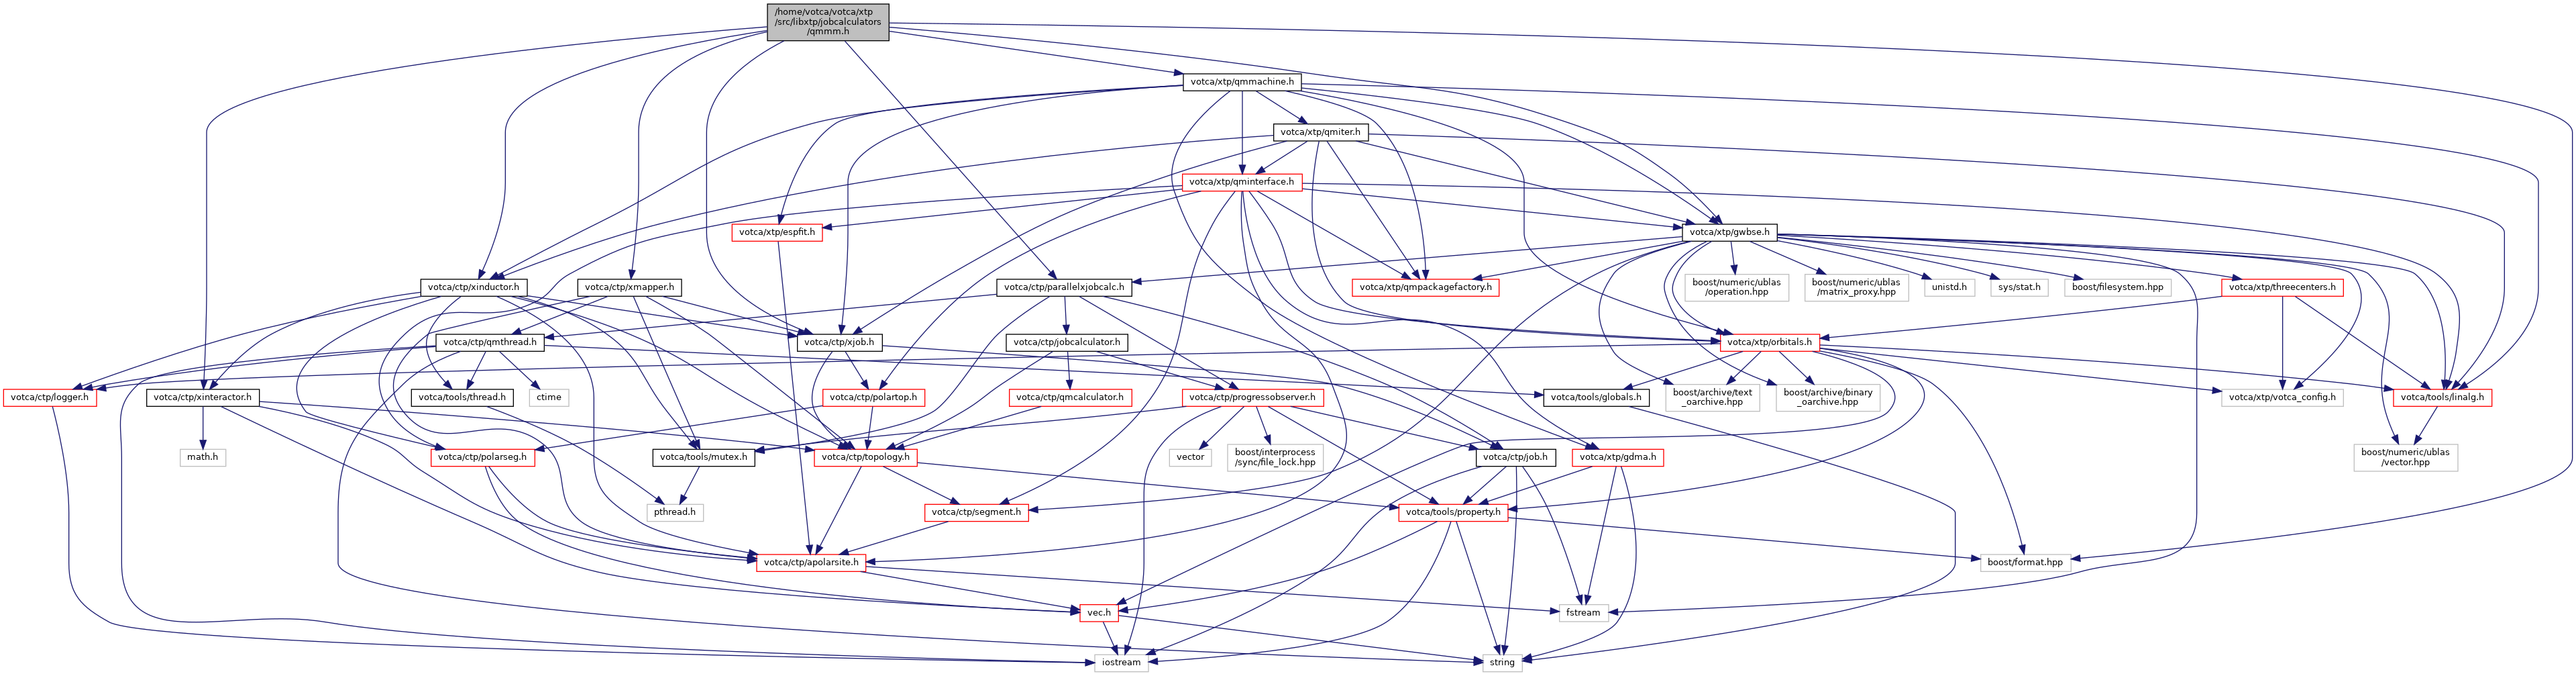 /home/votca/votca/xtp
/src/libxtp/jobcalculators
/qmmm.h
votca/xtp/qmmachine.h
votca/xtp/qmiter.h
votca/xtp/qminterface.h
votca/xtp/espfit.h
votca/xtp/gwbse.h
votca/ctp/xinductor.h
votca/ctp/xmapper.h
votca/ctp/parallelxjobcalc.h
votca/xtp/qmpackagefactory.h
boost/numeric/ublas
/operation.hpp
boost/numeric/ublas
/matrix_proxy.hpp
unistd.h
sys/stat.h
boost/filesystem.hpp
votca/xtp/threecenters.h
votca/ctp/qmthread.h
votca/ctp/xjob.h
votca/ctp/jobcalculator.h
votca/xtp/orbitals.h
votca/ctp/logger.h
votca/ctp/xinteractor.h
votca/tools/thread.h
ctime
votca/ctp/polartop.h
votca/ctp/qmcalculator.h
votca/ctp/progressobserver.h
votca/tools/globals.h
boost/archive/text
_oarchive.hpp
boost/archive/binary
_oarchive.hpp
votca/xtp/votca_config.h
votca/tools/linalg.h
math.h
votca/ctp/polarseg.h
votca/tools/mutex.h
votca/ctp/topology.h
vector
boost/interprocess
/sync/file_lock.hpp
votca/ctp/job.h
votca/xtp/gdma.h
boost/numeric/ublas
/vector.hpp
pthread.h
votca/ctp/segment.h
votca/tools/property.h
votca/ctp/apolarsite.h
boost/format.hpp
vec.h
fstream
iostream
string